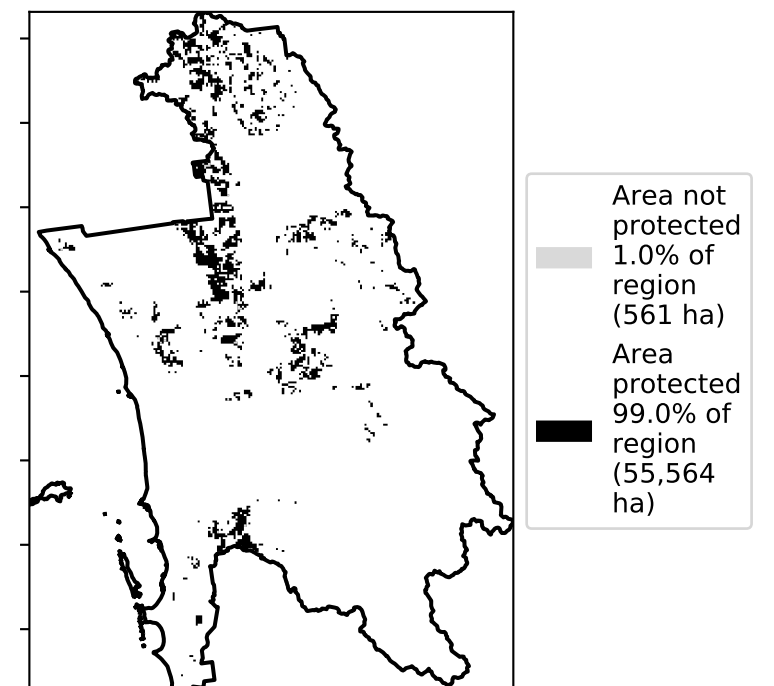 Area not
protected
1.0% of
region
(561 ha)
Area
protected
99.0% of
region
(55,564
ha)